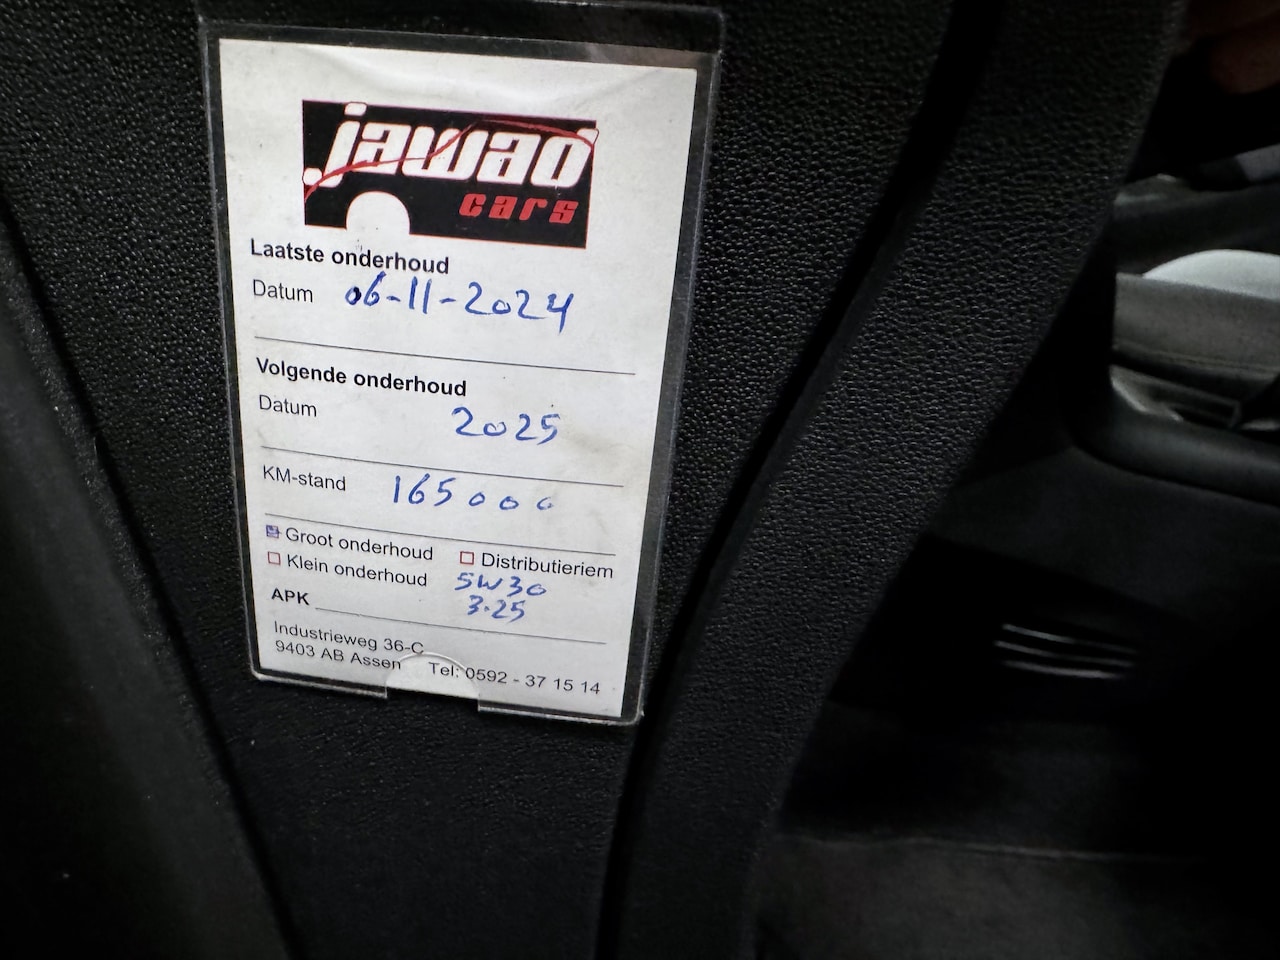 jawad
cars
Laatste onderhoud
Datum 06-11-2024
Volgende onderhoud
Datum 2025
KM-stand 165000
Groot onderhoud Distributieriem
Klein onderhoud 5W30
3.25
APK
Industrieweg 36-C
9403 AB Assen Tel: 0592 - 37 15 14